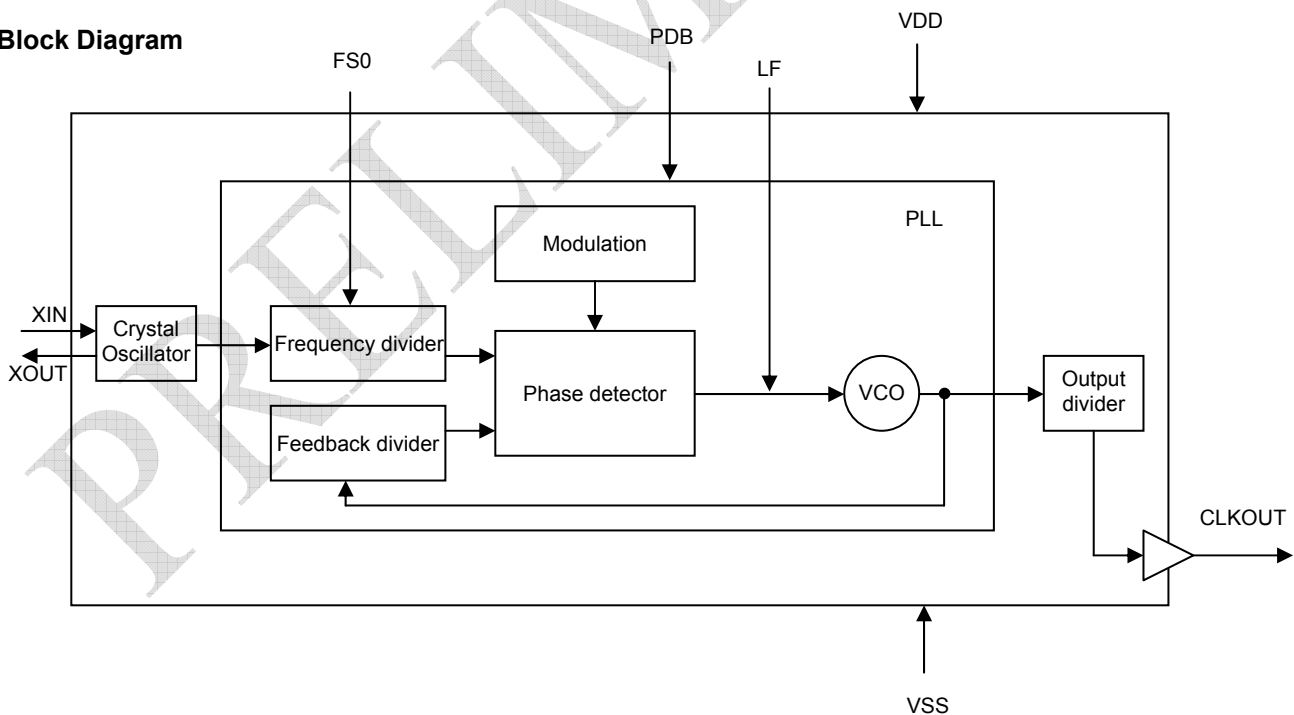 Block Diagram
VDD
PDB
FS0
LF
PLL
Modulation
XIN
Crystal
Oscillator
XOUT
Frequency divider
Phase detector
VCO
Output
divider
Feedback divider
CLKOUT
VSS
PRELIM